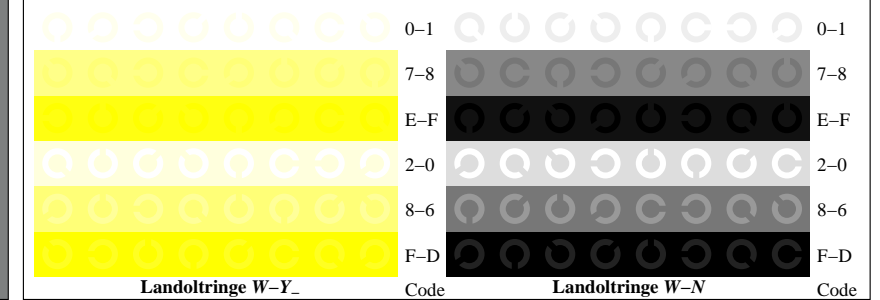 0–1 0–1
7–8 7–8
E–F E–F
2–0 2–0
8–6 8–6
F–D F–D
Landoltringe W–Y_ Code Landoltringe W–N Code